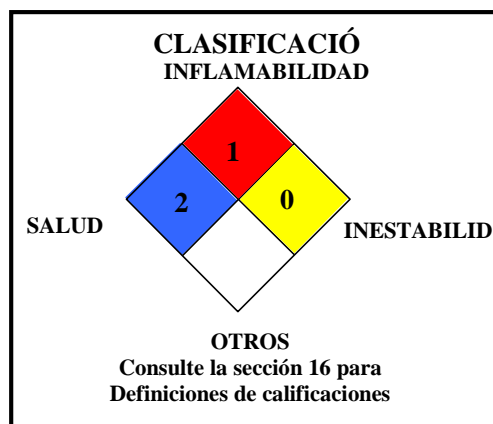 CLASIFICACIÓ
INFLAMABILIDAD
1
2
0
SALUD
INESTABILID
OTROS
Consulte la sección 16 para
Definiciones de calificaciones